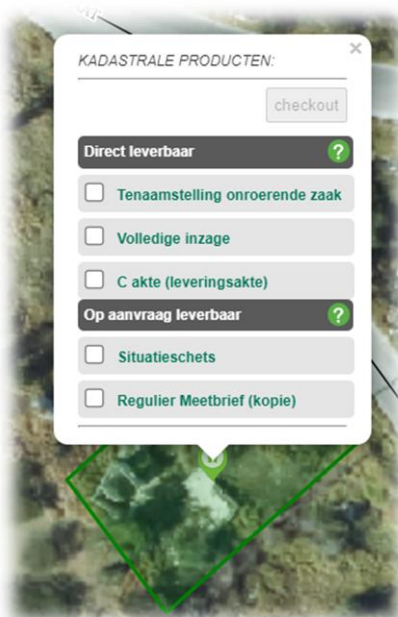 KADASTRALE PRODUCTEN:
×
checkout
Direct leverbaar
?
Tenaamstelling onroerende zaak
Volledige inzage
C akte (leveringsakte)
Op aanvraag leverbaar
?
Situatieschets
Regulier Meetbrief (kopie)